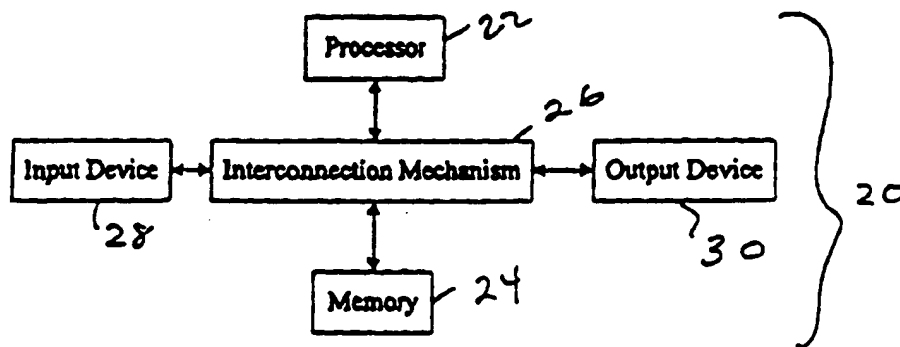 Processor 22
26
Input Device Interconnection Mechanism Output Device
20
28
30
Memory 24